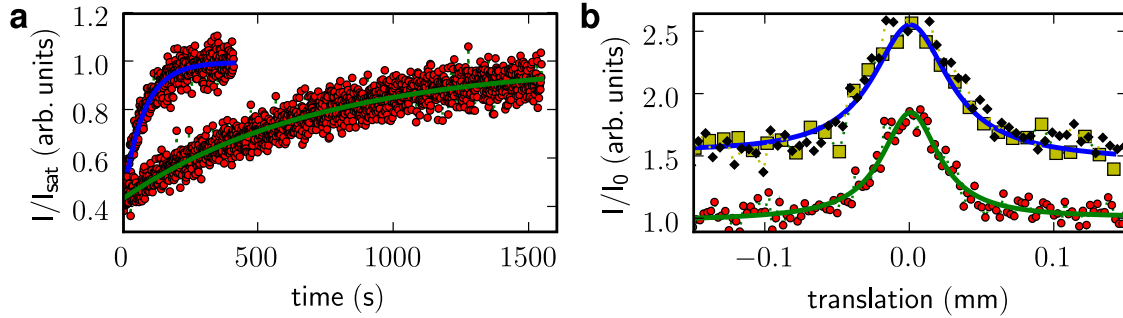 a
I/I_sat (arb. units)
1.2
1.0
0.8
0.6
0.4
0 500 1000 1500
time (s)
b
I/I_0 (arb. units)
2.5
2.0
1.5
1.0
−0.1 0.0 0.1
translation (mm)